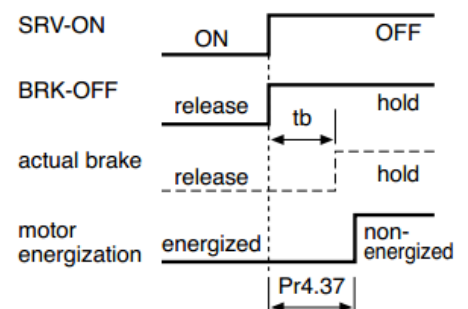 SRV-ON
ON
OFF
BRK-OFF
release
tb
hold
actual brake
release
hold
motor
energization
energized
non-
energized
Pr4.37